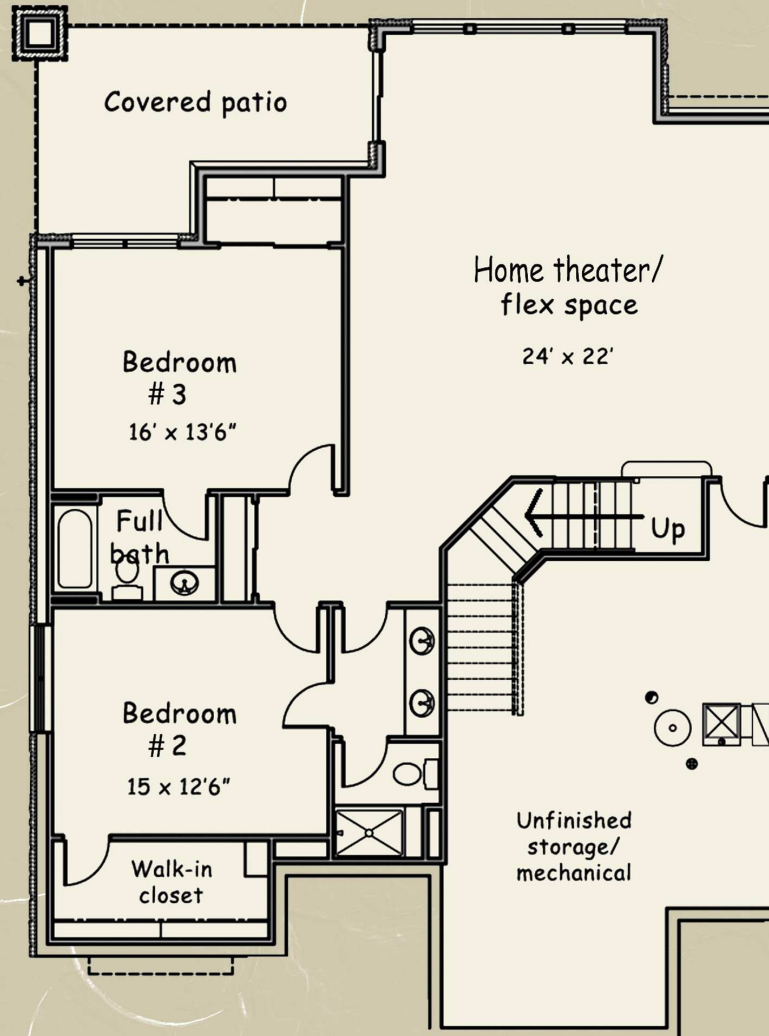 Covered patio
Home theater/
flex space
24' x 22'
Bedroom
# 3
16' x 13'6"
Full
bath
Up
Bedroom
# 2
15 x 12'6"
Unfinished
storage/
mechanical
Walk-in
closet